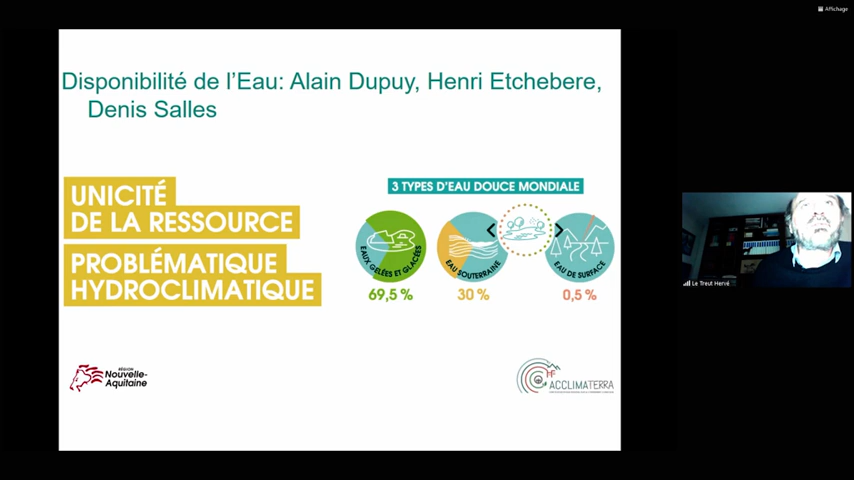 Affichage
Disponibilité de l'Eau: Alain Dupuy, Henri Etchebere,
Denis Salles
UNICITÉ
DE LA RESSOURCE
PROBLÉMATIQUE
HYDROCLIMATIQUE
3 TYPES D'EAU DOUCE MONDIALE
EAUX GELÉES ET GLACÉES
EAU SOUTERRAINE
EAU DE SURFACE
69,5 %
30 %
0,5 %
Le Treut Hervé
RÉGION
Nouvelle-
Aquitaine
ACCLIMATERRA